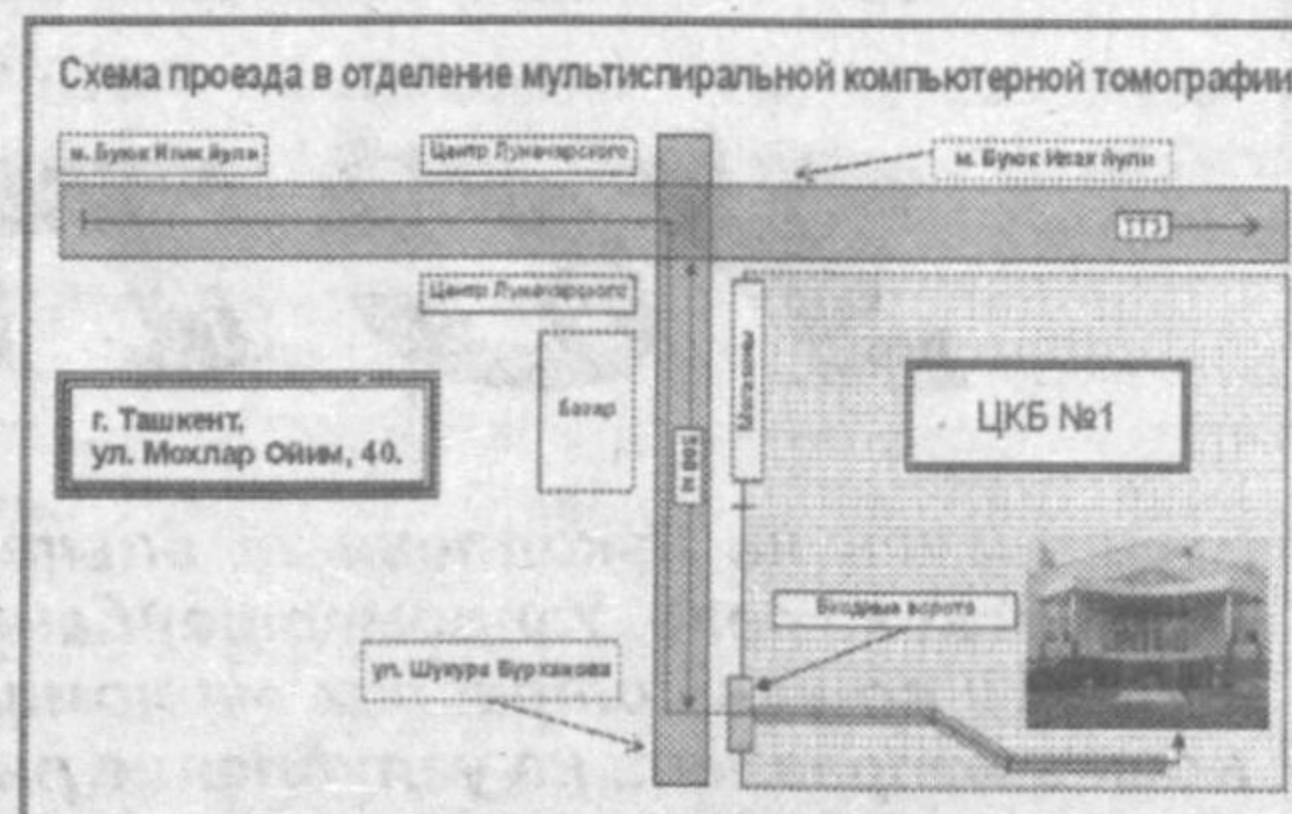 Схема проезда в отделение мультиспиральной компьютерной томографии
м. Буюк Ипак йули
Центр Луначарского
м. Буюк Ипак йули
ТТЗ
Центр Луначарского
Базар
г. Ташкент,
ул. Мохлар Ойим, 40.
500 м
ЦКБ №1
Входные ворота
ул. Шукура Бурханова